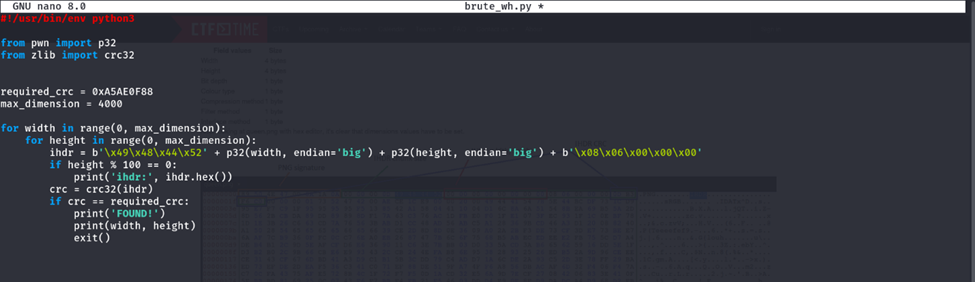 GNU nano 8.0 brute_wh.py *
#!/usr/bin/env python3
from pwn import p32
from zlib import crc32
required_crc = 0xA5AE0F88
max_dimension = 4000
for width in range(0, max_dimension):
    for height in range(0, max_dimension):
        ihdr = b'\x49\x48\x44\x52' + p32(width, endian='big') + p32(height, endian='big') + b'\x08\x06\x00\x00\x00'
        if height % 100 == 0:
            print('ihdr:', ihdr.hex())
        crc = crc32(ihdr)
        if crc == required_crc:
            print('FOUND!')
            print(width, height)
            exit()